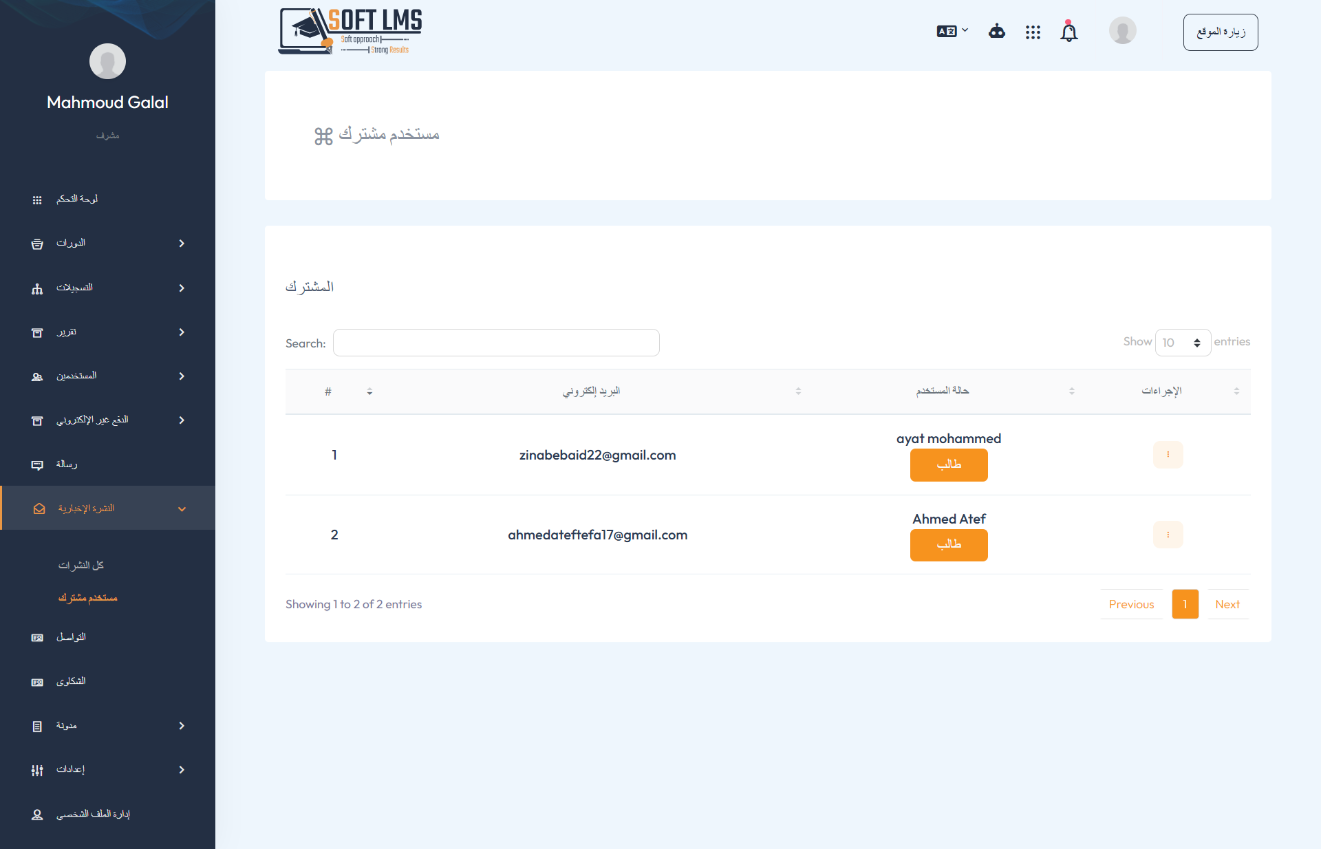 Mahmoud Galal
مشرف
لوحة التحكم
الدورات
التسجيلات
تقرير
المستخدمين
الدفع غير الإلكتروني
رسالة
النشرة الإخبارية
كل النشرات
مستخدم مشترك
التواصل
الشكاوى
مدونة
إعدادات
إدارة الملف الشخصي
SOFT LMS
Soft approach
Strong Results
زيارة الموقع
مستخدم مشترك
المشترك
Search:
Show 10 entries
# البريد إلكتروني حالة المستخدم الإجراءات
1 zinabebaid22@gmail.com ayat mohammed
طالب
2 ahmedateftefa17@gmail.com Ahmed Atef
طالب
Showing 1 to 2 of 2 entries
Previous 1 Next